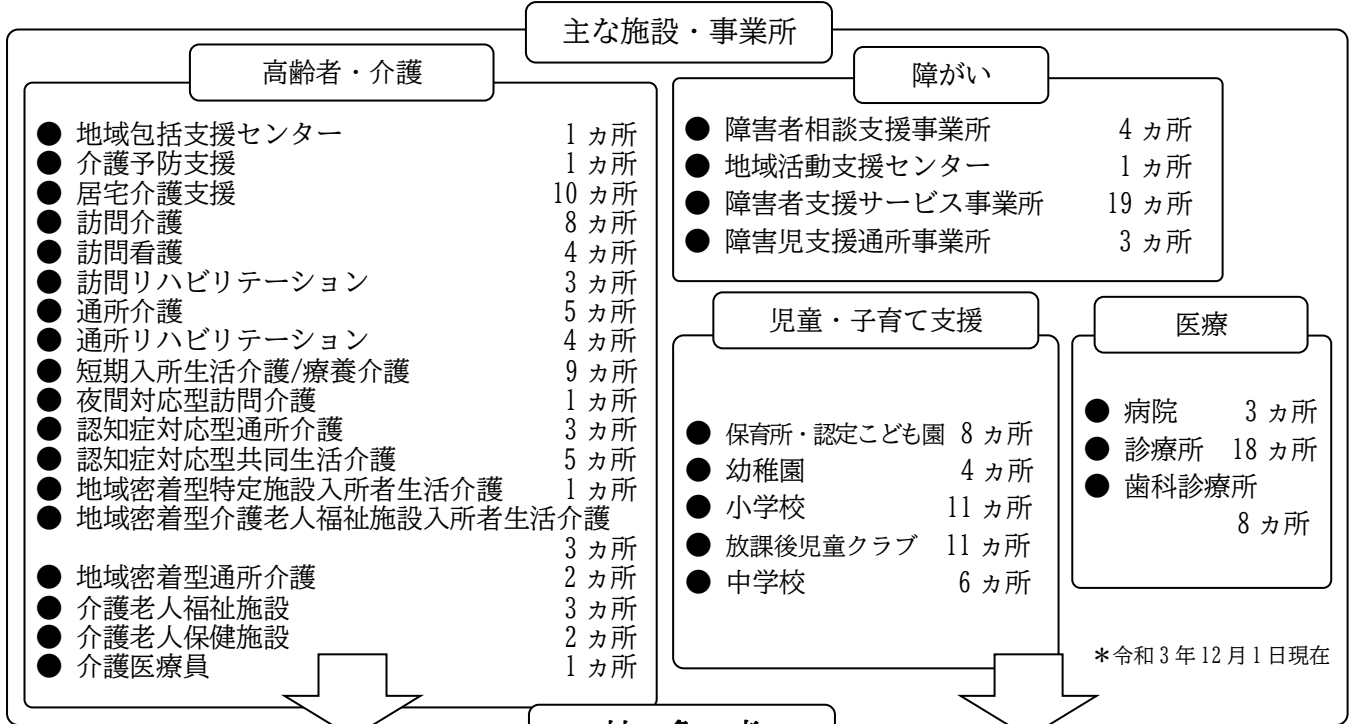 主な施設・事業所
高齢者・介護
● 地域包括支援センター 1 ヵ所
● 介護予防支援 1 ヵ所
● 居宅介護支援 10 ヵ所
● 訪問介護 8 ヵ所
● 訪問看護 4 ヵ所
● 訪問リハビリテーション 3 ヵ所
● 通所介護 5 ヵ所
● 通所リハビリテーション 4 ヵ所
● 短期入所生活介護/療養介護 9 ヵ所
● 夜間対応型訪問介護 1 ヵ所
● 認知症対応型通所介護 3 ヵ所
● 認知症対応型共同生活介護 5 ヵ所
● 地域密着型特定施設入所者生活介護 1 ヵ所
● 地域密着型介護老人福祉施設入所者生活介護
3 ヵ所
● 地域密着型通所介護 2 ヵ所
● 介護老人福祉施設 3 ヵ所
● 介護老人保健施設 2 ヵ所
● 介護医療員 1 ヵ所
障がい
● 障害者相談支援事業所 4 ヵ所
● 地域活動支援センター 1 ヵ所
● 障害者支援サービス事業所 19 ヵ所
● 障害児支援通所事業所 3 ヵ所
児童・子育て支援
● 保育所・認定こども園 8 ヵ所
● 幼稚園 4 ヵ所
● 小学校 11 ヵ所
● 放課後児童クラブ 11 ヵ所
● 中学校 6 ヵ所
医療
● 病院 3 ヵ所
● 診療所 18 ヵ所
● 歯科診療所
8 ヵ所
*令和3年12月1日現在